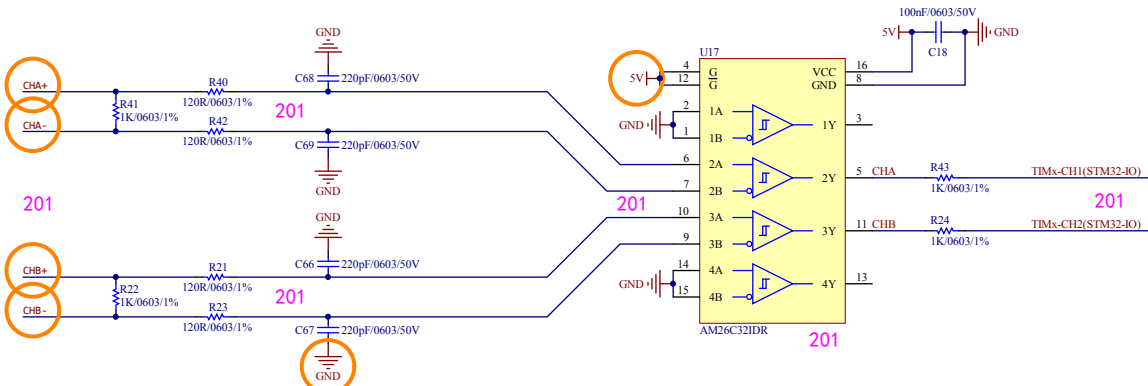 100nF/0603/50V
5V
GND
C18
GND
C68 220pF/0603/50V
CHA+
R40
120R/0603/1%
R41
1K/0603/1%
201
CHA-
R42
120R/0603/1%
C69 220pF/0603/50V
GND
201
GND
C66 220pF/0603/50V
CHB+
R21
120R/0603/1%
R22
1K/0603/1%
201
CHB-
R23
120R/0603/1%
C67 220pF/0603/50V
GND
201
U17
5V
4 G VCC 16
12 G GND 8
GND
2 1A 1Y 3
1 1B
6 2A 2Y 5 CHA
7 2B
10 3A 3Y 11 CHB
9 3B
GND
14 4A 4Y 13
15 4B
AM26C32IDR
201
R43
1K/0603/1%
TIMx-CH1(STM32-IO)
201
R24
1K/0603/1%
TIMx-CH2(STM32-IO)